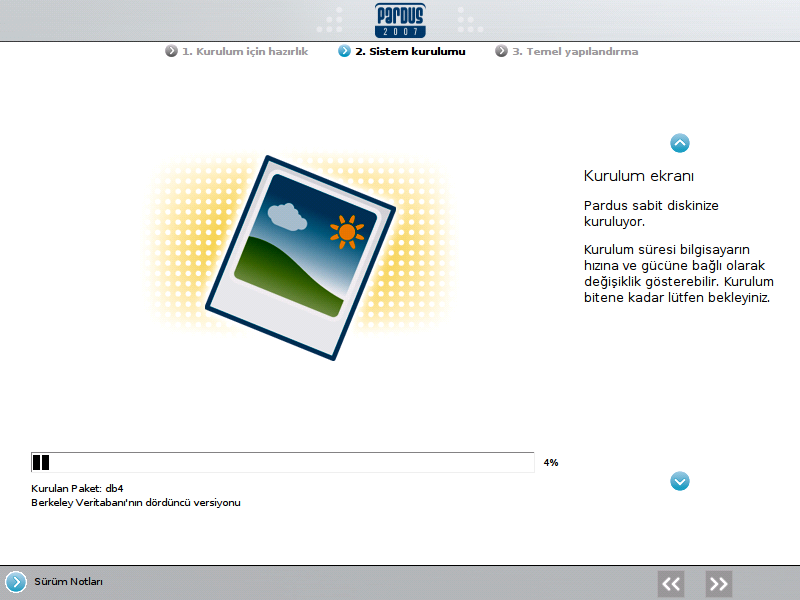 Pardus
2007
1. Kurulum için hazırlık
2. Sistem kurulumu
3. Temel yapılandırma
Kurulum ekranı
Pardus sabit diskinize
kuruluyor.
Kurulum süresi bilgisayarın
hızına ve gücüne bağlı olarak
değişiklik gösterebilir. Kurulum
bitene kadar lütfen bekleyiniz.
4%
Kurulan Paket: db4
Berkeley Veritabanı'nın dördüncü versiyonu
Sürüm Notları